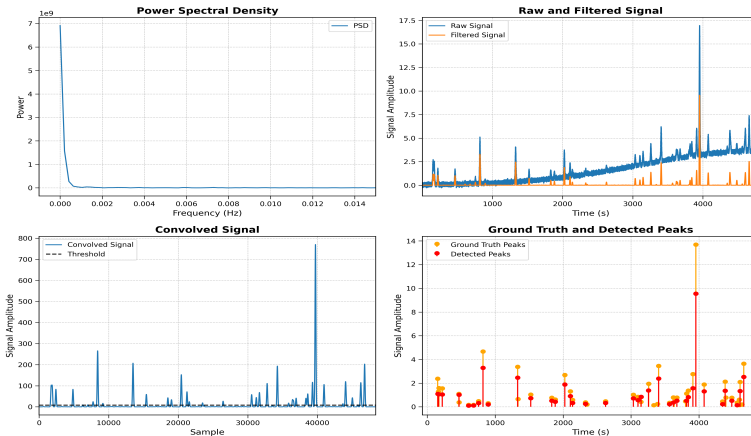 Power Spectral Density
1e9
7
6
5
4
3
2
1
0
Power
PSD
0.000
0.002
0.004
0.006
0.008
0.010
0.012
0.014
Frequency (Hz)
Raw and Filtered Signal
17.5
15.0
12.5
10.0
7.5
5.0
2.5
0.0
Signal Amplitude
Raw Signal
Filtered Signal
1000
2000
3000
4000
Time (s)
Convolved Signal
800
700
600
500
400
300
200
100
0
Signal Amplitude
Convolved Signal
Threshold
0
10000
20000
30000
40000
Sample
Ground Truth and Detected Peaks
14
12
10
8
6
4
2
0
Signal Amplitude
Ground Truth Peaks
Detected Peaks
0
1000
2000
3000
4000
Time (s)